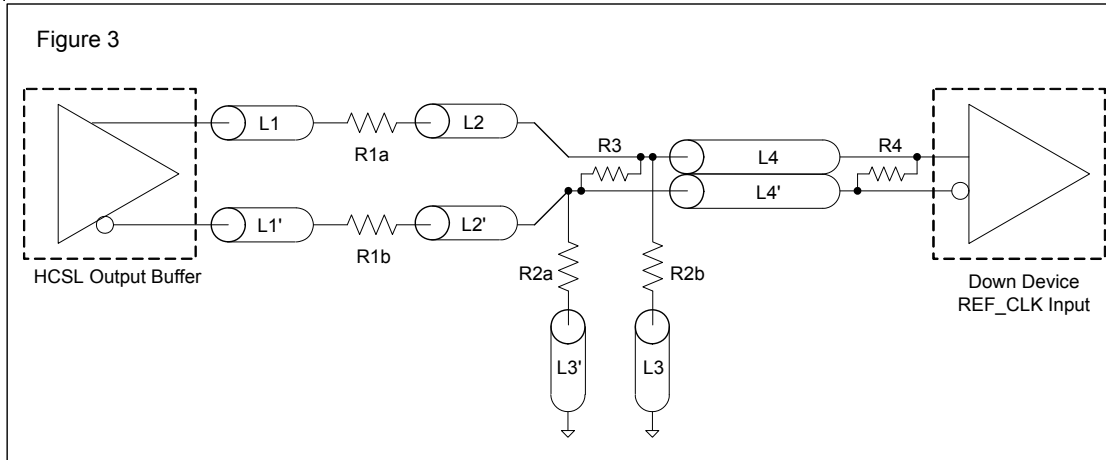 Figure 3
L1
R1a
L2
R3
L4
R4
L1'
R1b
L2'
L4'
HCSL Output Buffer
R2a
R2b
Down Device
REF_CLK Input
L3'
L3